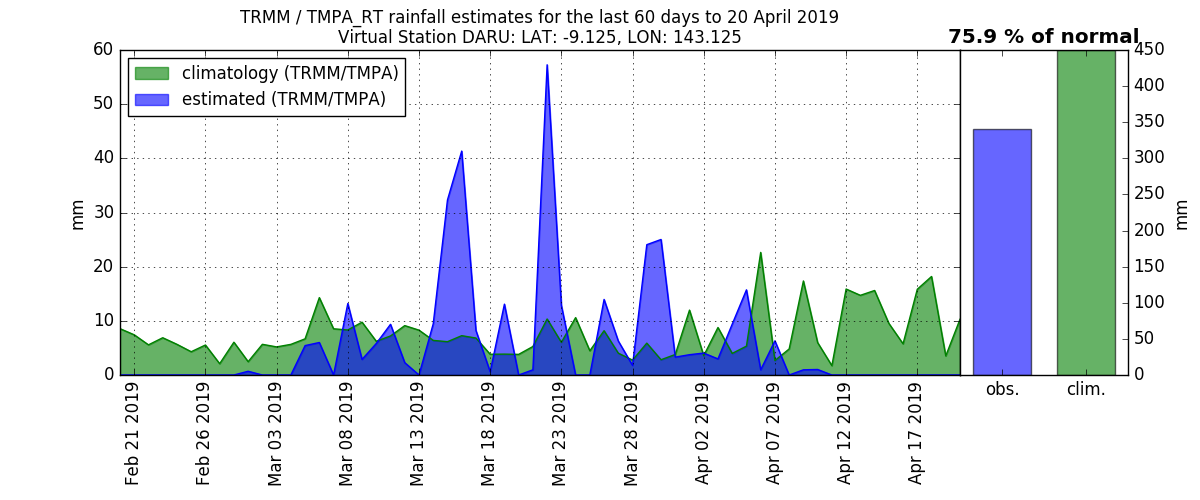 TRMM / TMPA_RT rainfall estimates for the last 60 days to 20 April 2019
Virtual Station DARU: LAT: -9.125, LON: 143.125
75.9 % of normal
climatology (TRMM/TMPA)
estimated (TRMM/TMPA)
60
50
40
30
20
10
0
mm
Feb 21 2019
Feb 26 2019
Mar 03 2019
Mar 08 2019
Mar 13 2019
Mar 18 2019
Mar 23 2019
Mar 28 2019
Apr 02 2019
Apr 07 2019
Apr 12 2019
Apr 17 2019
obs.
clim.
450
400
350
300
250
200
150
100
50
0
mm